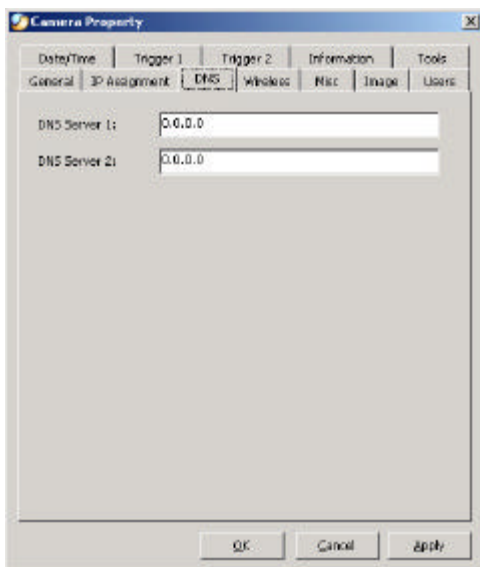 Camera Property
Date/Time Trigger 1 Trigger 2 Information Tools
General IP Assignment DNS Wireless Misc Image Users
DNS Server 1: 0.0.0.0
DNS Server 2: 0.0.0.0
OK Cancel Apply